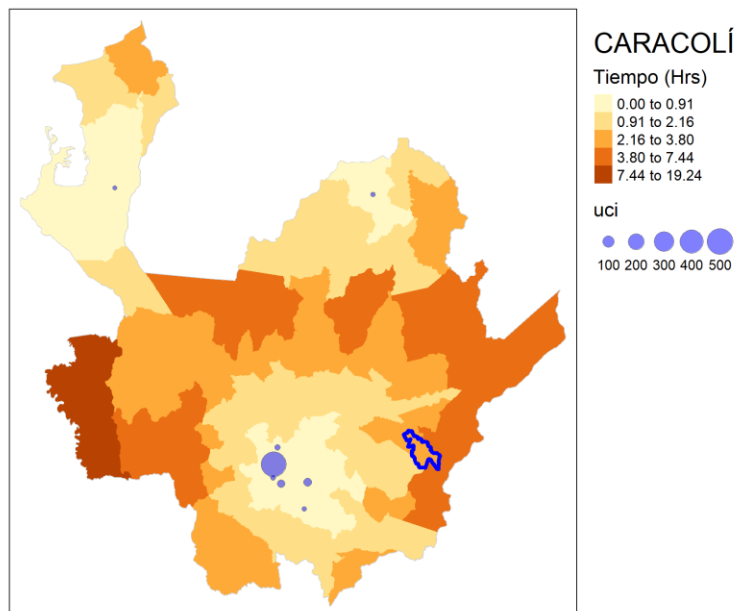 CARACOLÍ
Tiempo (Hrs)
0.00 to 0.91
0.91 to 2.16
2.16 to 3.80
3.80 to 7.44
7.44 to 19.24
uci
100 200 300 400 500